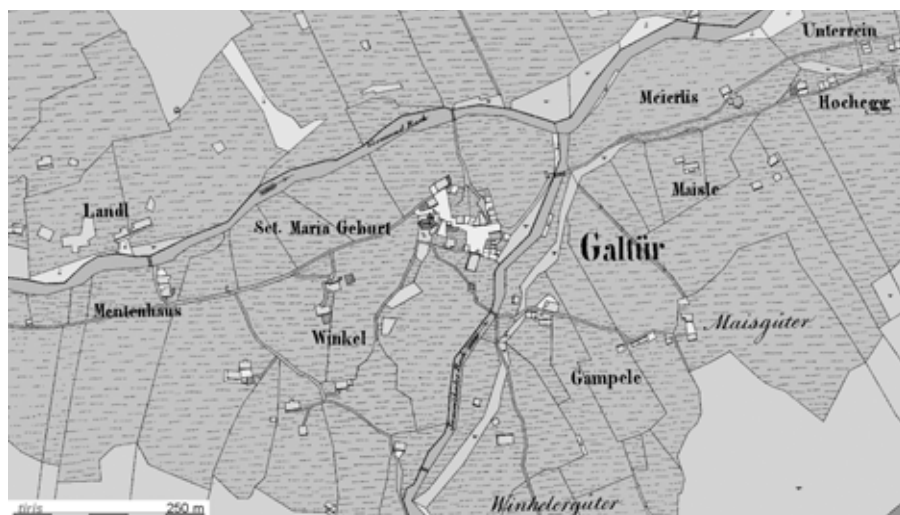 Unterrein
Meierlis
Hochegg
Maisle
Landl
Sct. Maria Geburt
Galtür
Mentenhaus
Maisgüter
Winkel
Gampele
Winkelergüter
tiris
250 m